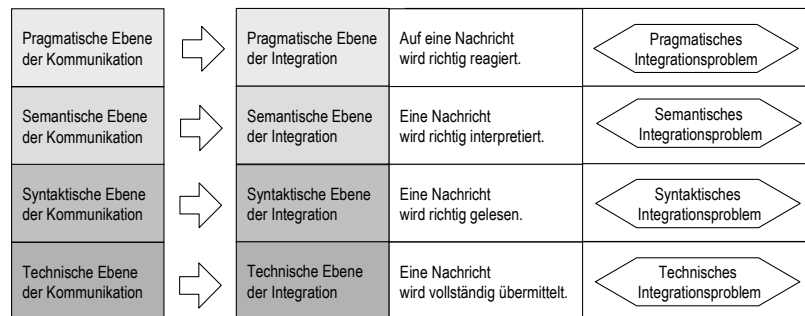 Pragmatische Ebene
der Kommunikation
Pragmatische Ebene
der Integration
Auf eine Nachricht
wird richtig reagiert.
Pragmatisches
Integrationsproblem
Semantische Ebene
der Kommunikation
Semantische Ebene
der Integration
Eine Nachricht
wird richtig interpretiert.
Semantisches
Integrationsproblem
Syntaktische Ebene
der Kommunikation
Syntaktische Ebene
der Integration
Eine Nachricht
wird richtig gelesen.
Syntaktisches
Integrationsproblem
Technische Ebene
der Kommunikation
Technische Ebene
der Integration
Eine Nachricht
wird vollständig übermittelt.
Technisches
Integrationsproblem